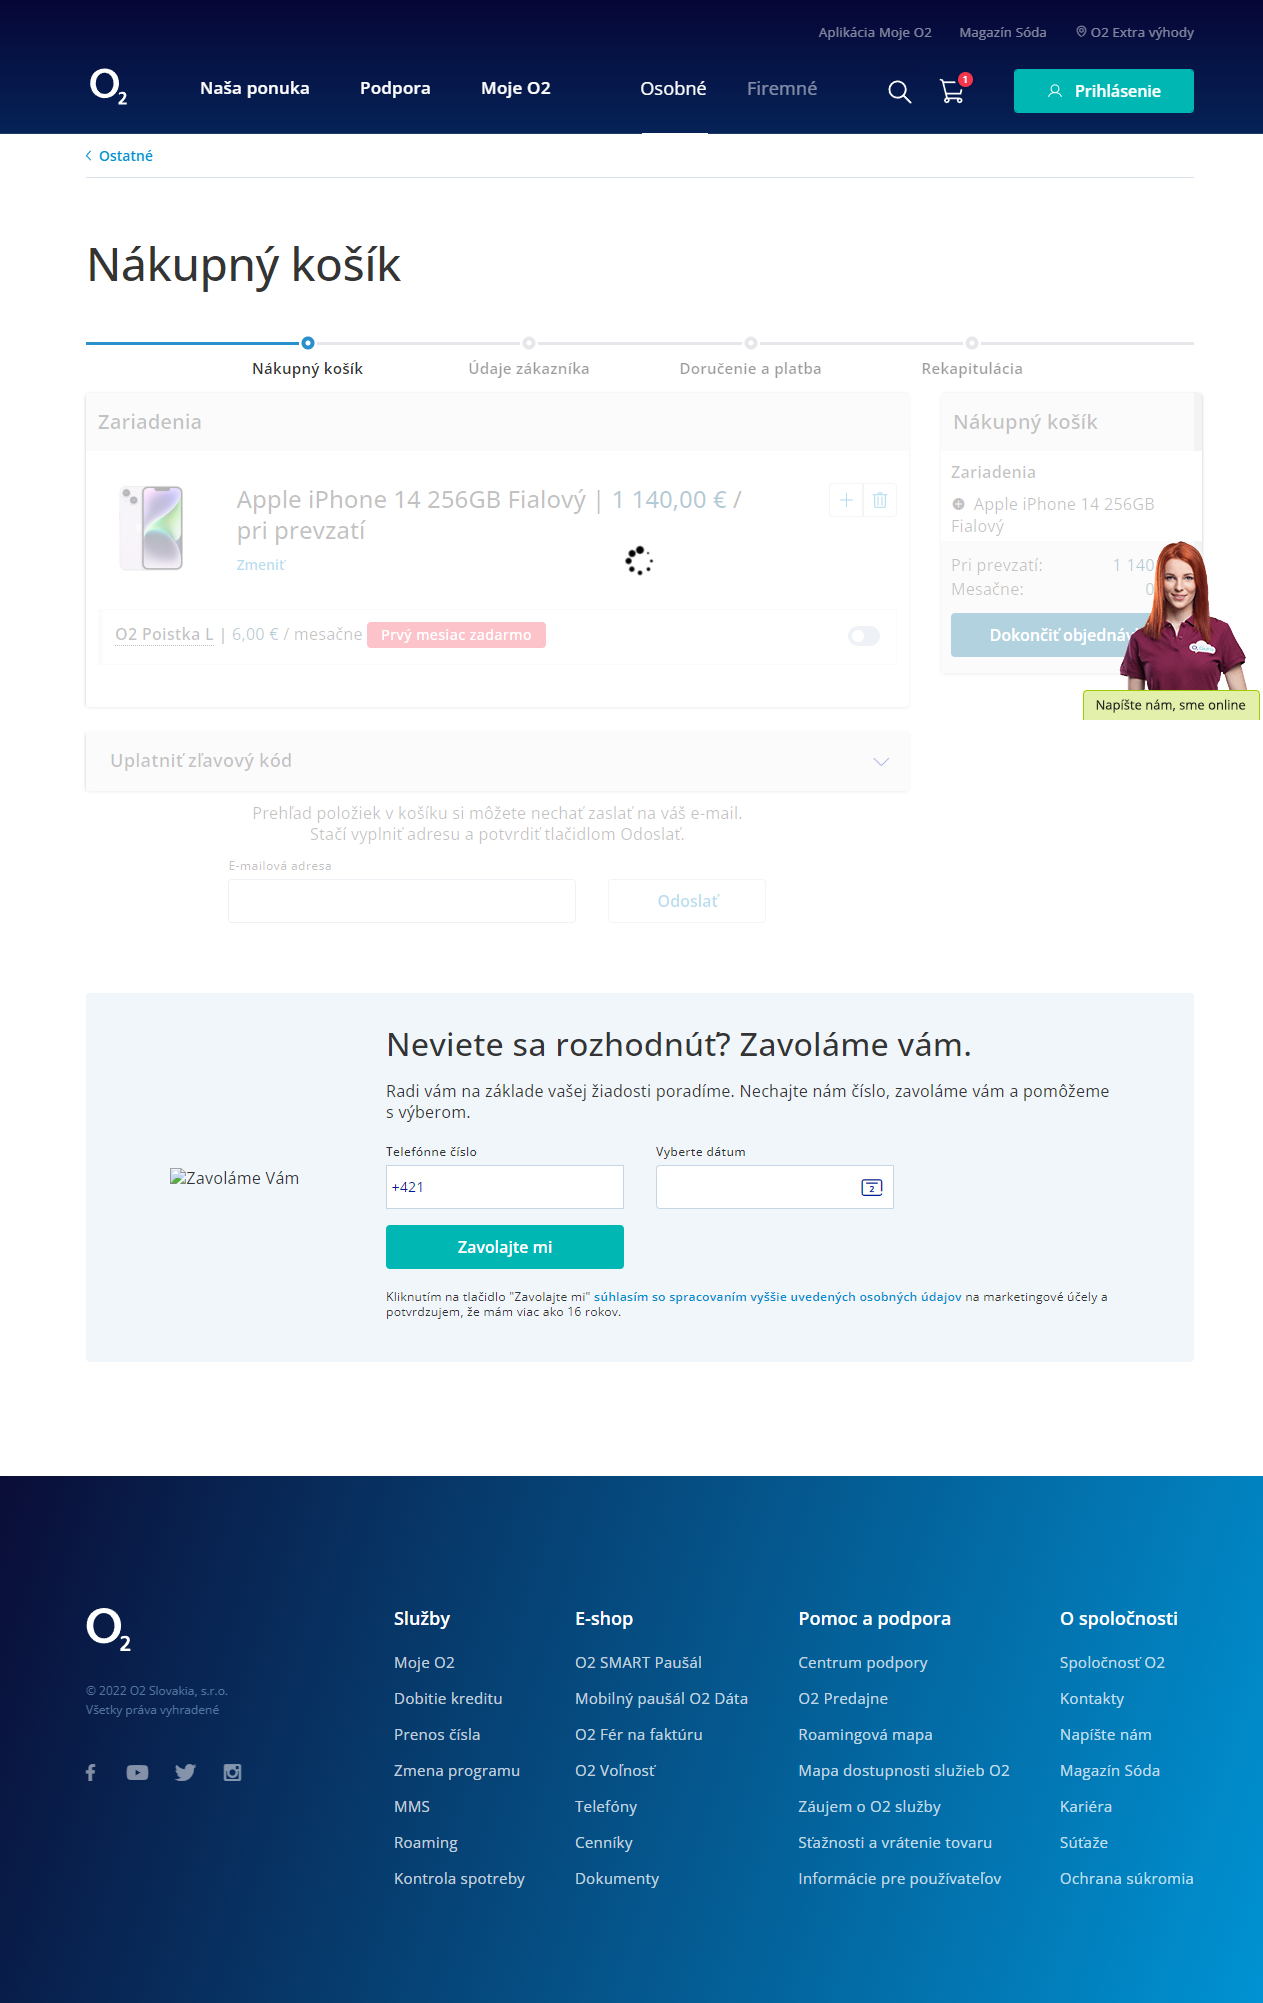 Aplikácia Moje O2 Magazín Sóda O2 Extra výhody
O2 Naša ponuka Podpora Moje O2 Osobné Firemné 1 Prihlásenie
Ostatné
Nákupný košík
Nákupný košík Údaje zákazníka Doručenie a platba Rekapitulácia
Zariadenia
Apple iPhone 14 256GB Fialový | 1 140,00 € /
pri prevzatí
Zmeniť
O2 Poistka L | 6,00 € / mesačne Prvý mesiac zadarmo
Nákupný košík
Zariadenia
Apple iPhone 14 256GB
Fialový
Pri prevzatí: 1 140
Mesačne: 0
Dokončiť
Napíšte nám, sme online
Uplatniť zľavový kód
Prehľad položiek v košíku si môžete nechať zaslať na váš e-mail.
Stačí vyplniť adresu a potvrdiť tlačidlom Odoslať.
E-mailová adresa
Odoslať
Neviete sa rozhodnúť? Zavoláme vám.
Radi vám na základe vašej žiadosti poradíme. Nechajte nám číslo, zavoláme vám a pomôžeme
s výberom.
Zavoláme Vám
Telefónne číslo Vyberte dátum
+421 2
Zavolajte mi
Kliknutím na tlačidlo "Zavolajte mi" súhlasím so spracovaním vyššie uvedených osobných údajov na marketingové účely a
potvrdzujem, že mám viac ako 16 rokov.
O2
© 2022 O2 Slovakia, s.r.o.
Všetky práva vyhradené
Služby
Moje O2
Dobitie kreditu
Prenos čísla
Zmena programu
MMS
Roaming
Kontrola spotreby
E-shop
O2 SMART Paušál
Mobilný paušál O2 Dáta
O2 Fér na faktúru
O2 Voľnosť
Telefóny
Cenníky
Dokumenty
Pomoc a podpora
Centrum podpory
O2 Predajne
Roamingová mapa
Mapa dostupnosti služieb O2
Záujem o O2 služby
Sťažnosti a vrátenie tovaru
Informácie pre používateľov
O spoločnosti
Spoločnosť O2
Kontakty
Napíšte nám
Magazín Sóda
Kariéra
Súťaže
Ochrana súkromia